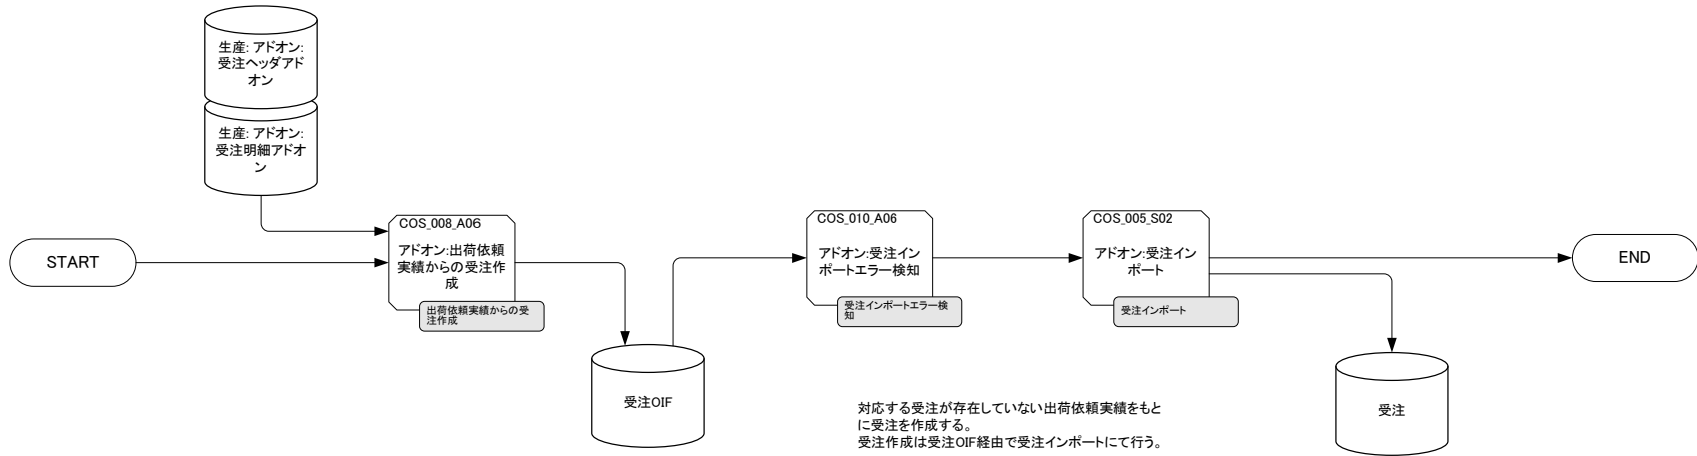 生産: アドオン:
受注ヘッダアド
オン
生産: アドオン:
受注明細アドオ
ン
START
COS_008_A06
アドオン:出荷依頼
実績からの受注作
成
出荷依頼実績からの受
注作成
受注OIF
COS_010_A06
アドオン:受注イン
ポートエラー検知
受注インポートエラー検
知
COS_005_S02
アドオン:受注イン
ポート
受注インポート
END
受注
対応する受注が存在していない出荷依頼実績をもと
に受注を作成する。
受注作成は受注OIF経由で受注インポートにて行う。